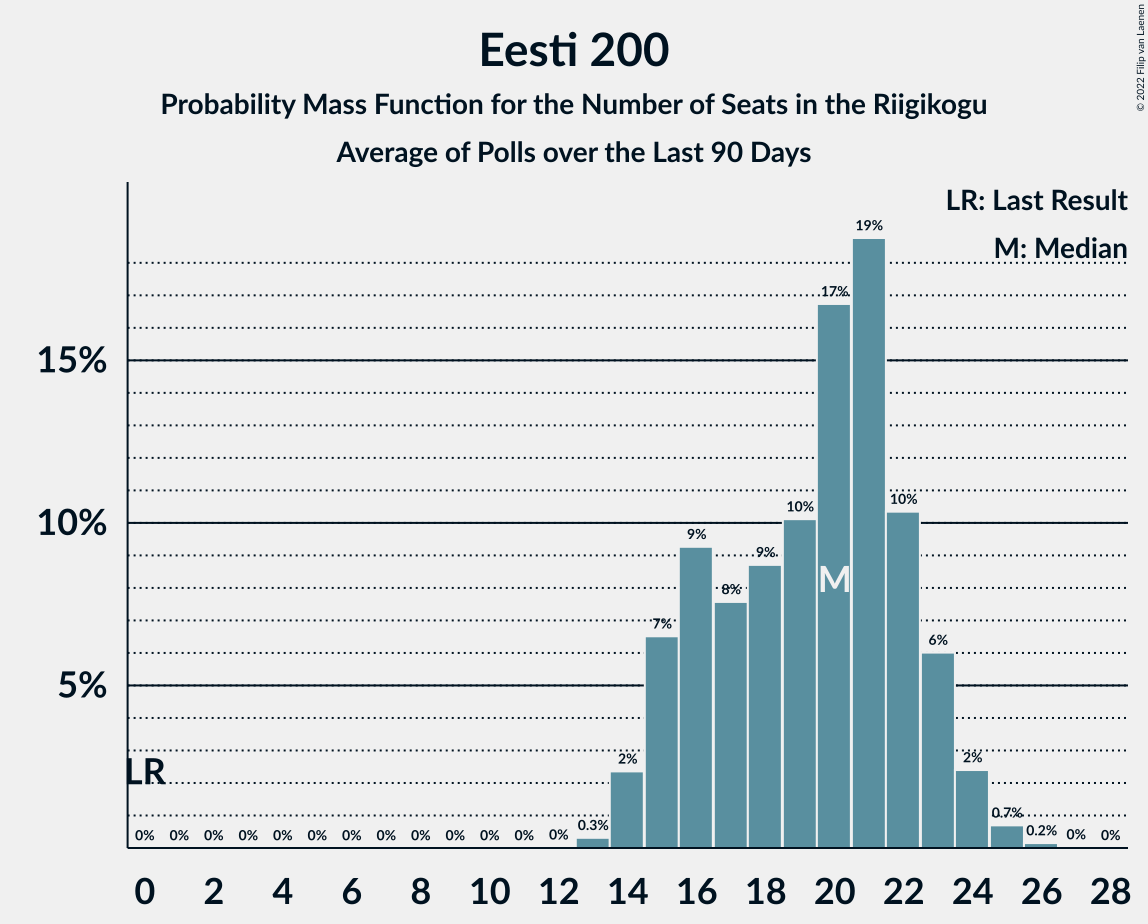 Eesti 200
Probability Mass Function for the Number of Seats in the Riigikogu
Average of Polls over the Last 90 Days
© 2022 Filip van Laenen
LR: Last Result
M: Median
15%
10%
5%
LR
M
0% 0% 0% 0% 0% 0% 0% 0% 0% 0% 0% 0% 0% 0.3% 2% 7% 9% 8% 9% 10% 17% 19% 10% 6% 2% 0.7% 0.2% 0% 0%
0 2 4 6 8 10 12 14 16 18 20 22 24 26 28